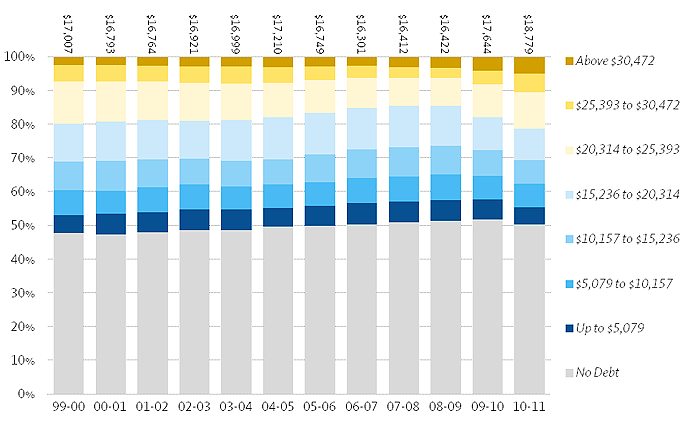 $17,007 $16,793 $16,764 $16,921 $16,999 $17,210 $16,749 $16,301 $16,412 $16,422 $17,644 $18,779
100%
90%
80%
70%
60%
50%
40%
30%
20%
10%
0%
99-00 00-01 01-02 02-03 03-04 04-05 05-06 06-07 07-08 08-09 09-10 10-11
Above $30,472
$25,393 to $30,472
$20,314 to $25,393
$15,236 to $20,314
$10,157 to $15,236
$5,079 to $10,157
Up to $5,079
No Debt